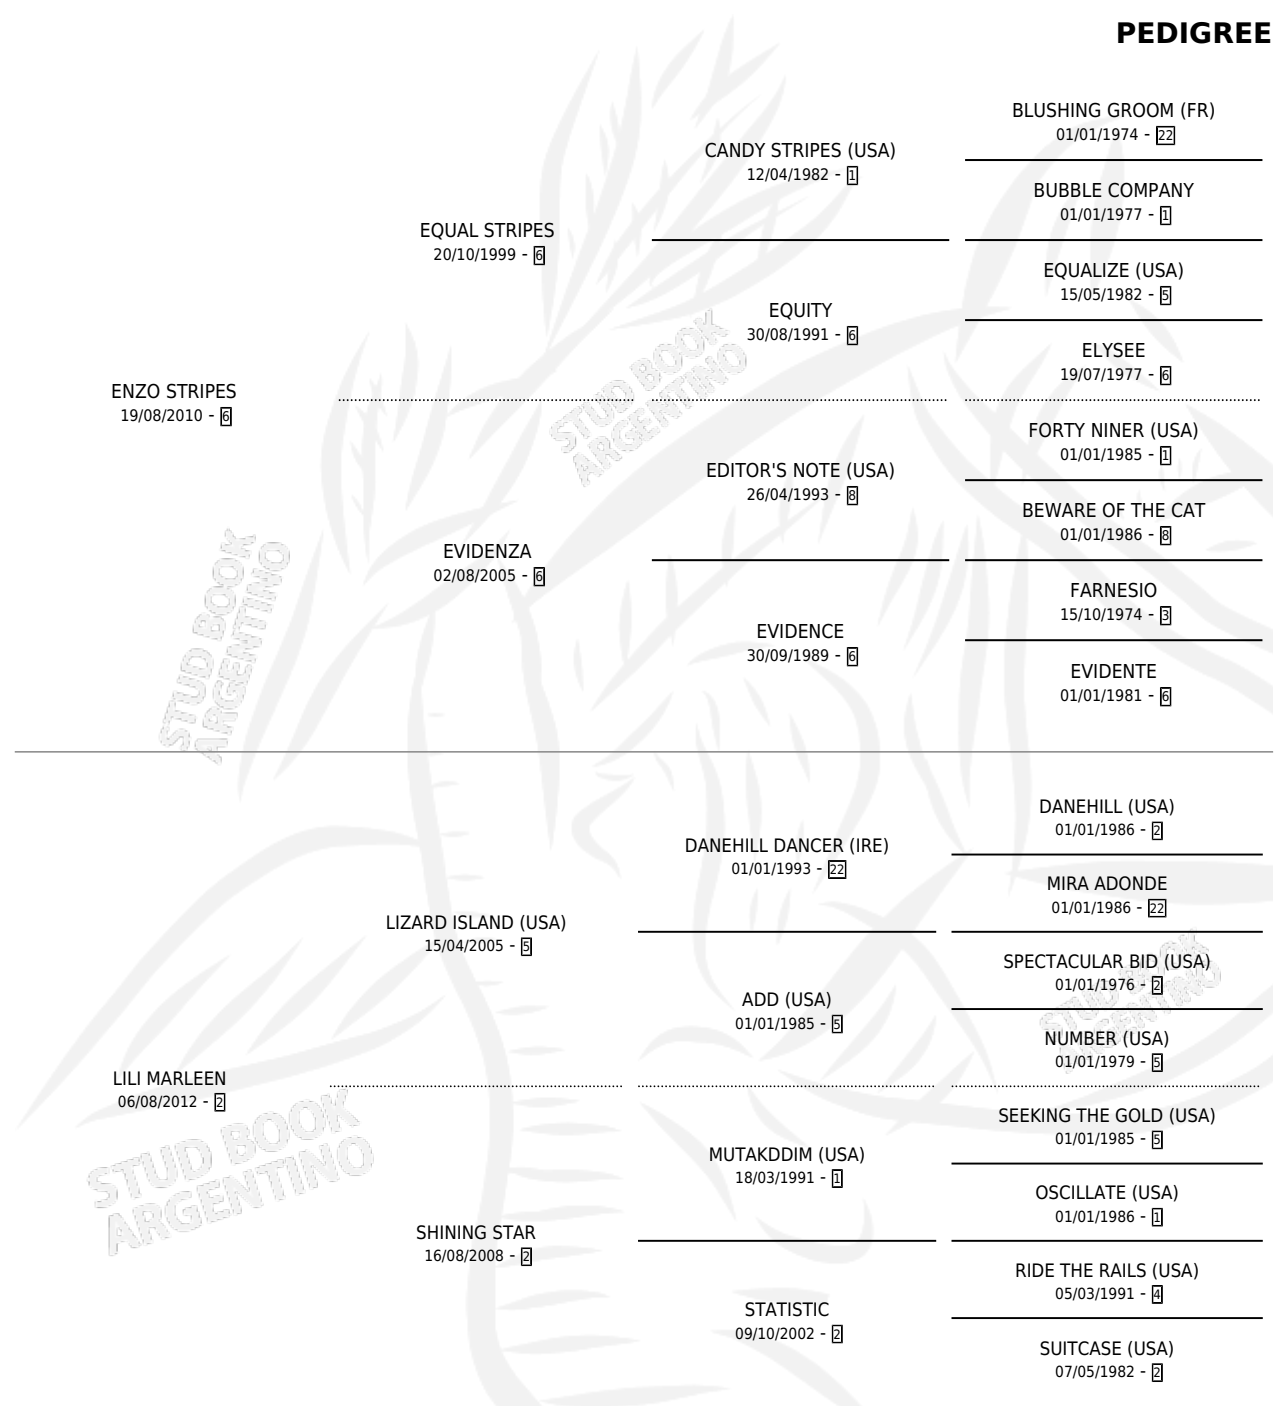 PEDIGREE
BLUSHING GROOM (FR)
01/01/1974 - 22
CANDY STRIPES (USA)
12/04/1982 - 1
BUBBLE COMPANY
01/01/1977 - 1
EQUAL STRIPES
20/10/1999 - 6
EQUALIZE (USA)
15/05/1982 - 5
EQUITY
30/08/1991 - 6
ELYSEE
19/07/1977 - 6
ENZO STRIPES
19/08/2010 - 6
FORTY NINER (USA)
01/01/1985 - 1
EDITOR'S NOTE (USA)
26/04/1993 - 8
BEWARE OF THE CAT
01/01/1986 - 8
EVIDENZA
02/08/2005 - 6
FARNESIO
15/10/1974 - 3
EVIDENCE
30/09/1989 - 6
EVIDENTE
01/01/1981 - 6
DANEHILL (USA)
01/01/1986 - 2
DANEHILL DANCER (IRE)
01/01/1993 - 22
MIRA ADONDE
01/01/1986 - 22
LIZARD ISLAND (USA)
15/04/2005 - 5
SPECTACULAR BID (USA)
01/01/1976 - 2
ADD (USA)
01/01/1985 - 5
NUMBER (USA)
01/01/1979 - 5
LILI MARLEEN
06/08/2012 - 2
SEEKING THE GOLD (USA)
01/01/1985 - 5
MUTAKDDIM (USA)
18/03/1991 - 1
OSCILLATE (USA)
01/01/1986 - 1
SHINING STAR
16/08/2008 - 2
RIDE THE RAILS (USA)
05/03/1991 - 4
STATISTIC
09/10/2002 - 2
SUITCASE (USA)
07/05/1982 - 2
STUD BOOK
ARGENTINO
STUD BOOK
ARGENTINO
STUD BOOK
ARGENTINO
STUD BOOK
ARGENTINO